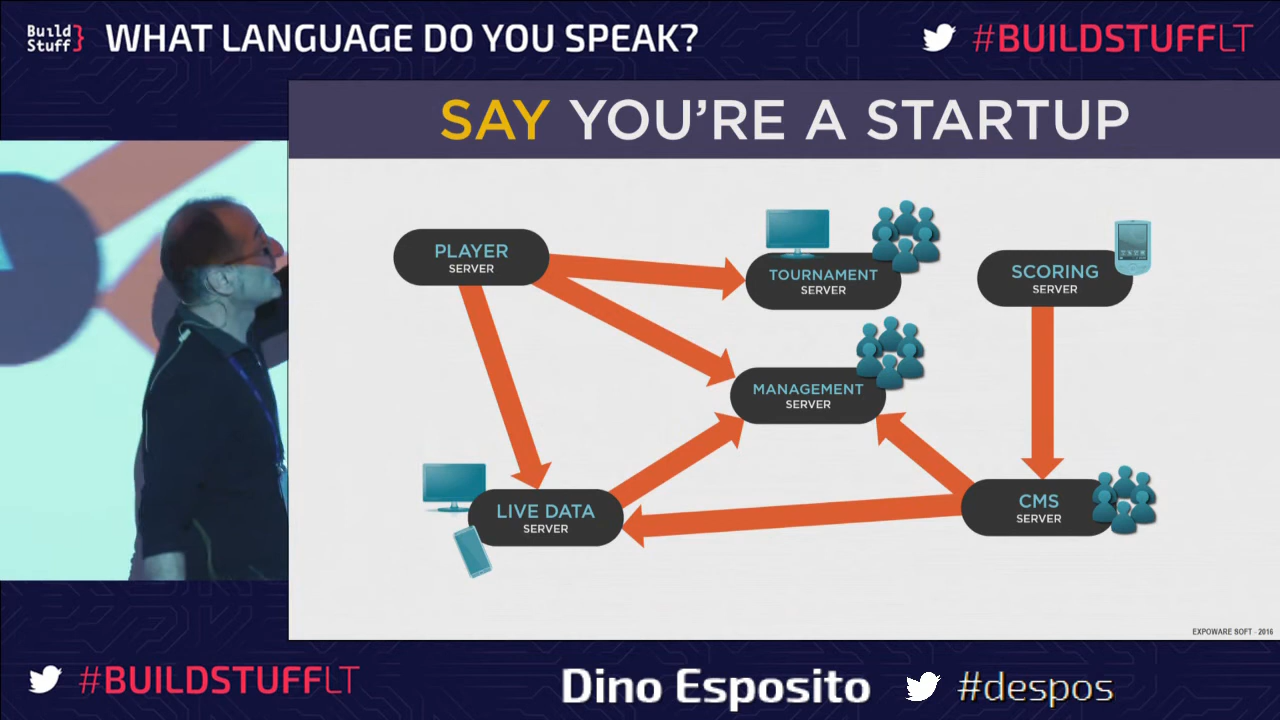 Build
Stuff}
WHAT LANGUAGE DO YOU SPEAK?
#BUILDSTUFFLT
SAY YOU'RE A STARTUP
PLAYER
SERVER
TOURNAMENT
SERVER
SCORING
SERVER
MANAGEMENT
SERVER
LIVE DATA
SERVER
CMS
SERVER
EXPOWARE SOFT - 2016
#BUILDSTUFFLT
Dino Esposito
#despos